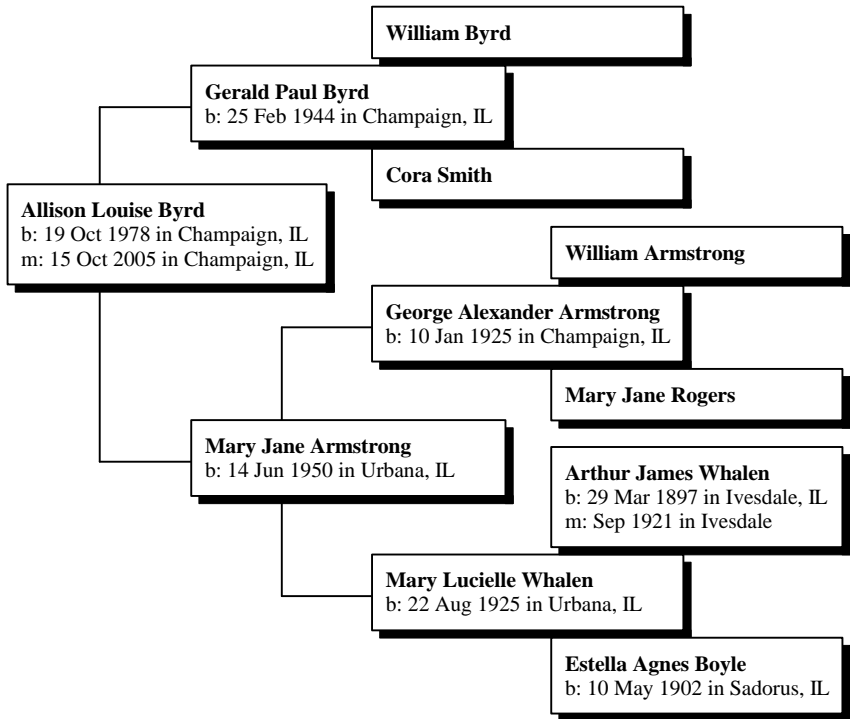 William Byrd
Gerald Paul Byrd
b: 25 Feb 1944 in Champaign, IL
Cora Smith
Allison Louise Byrd
b: 19 Oct 1978 in Champaign, IL
m: 15 Oct 2005 in Champaign, IL
William Armstrong
George Alexander Armstrong
b: 10 Jan 1925 in Champaign, IL
Mary Jane Rogers
Mary Jane Armstrong
b: 14 Jun 1950 in Urbana, IL
Arthur James Whalen
b: 29 Mar 1897 in Ivesdale, IL
m: Sep 1921 in Ivesdale
Mary Lucielle Whalen
b: 22 Aug 1925 in Urbana, IL
Estella Agnes Boyle
b: 10 May 1902 in Sadorus, IL